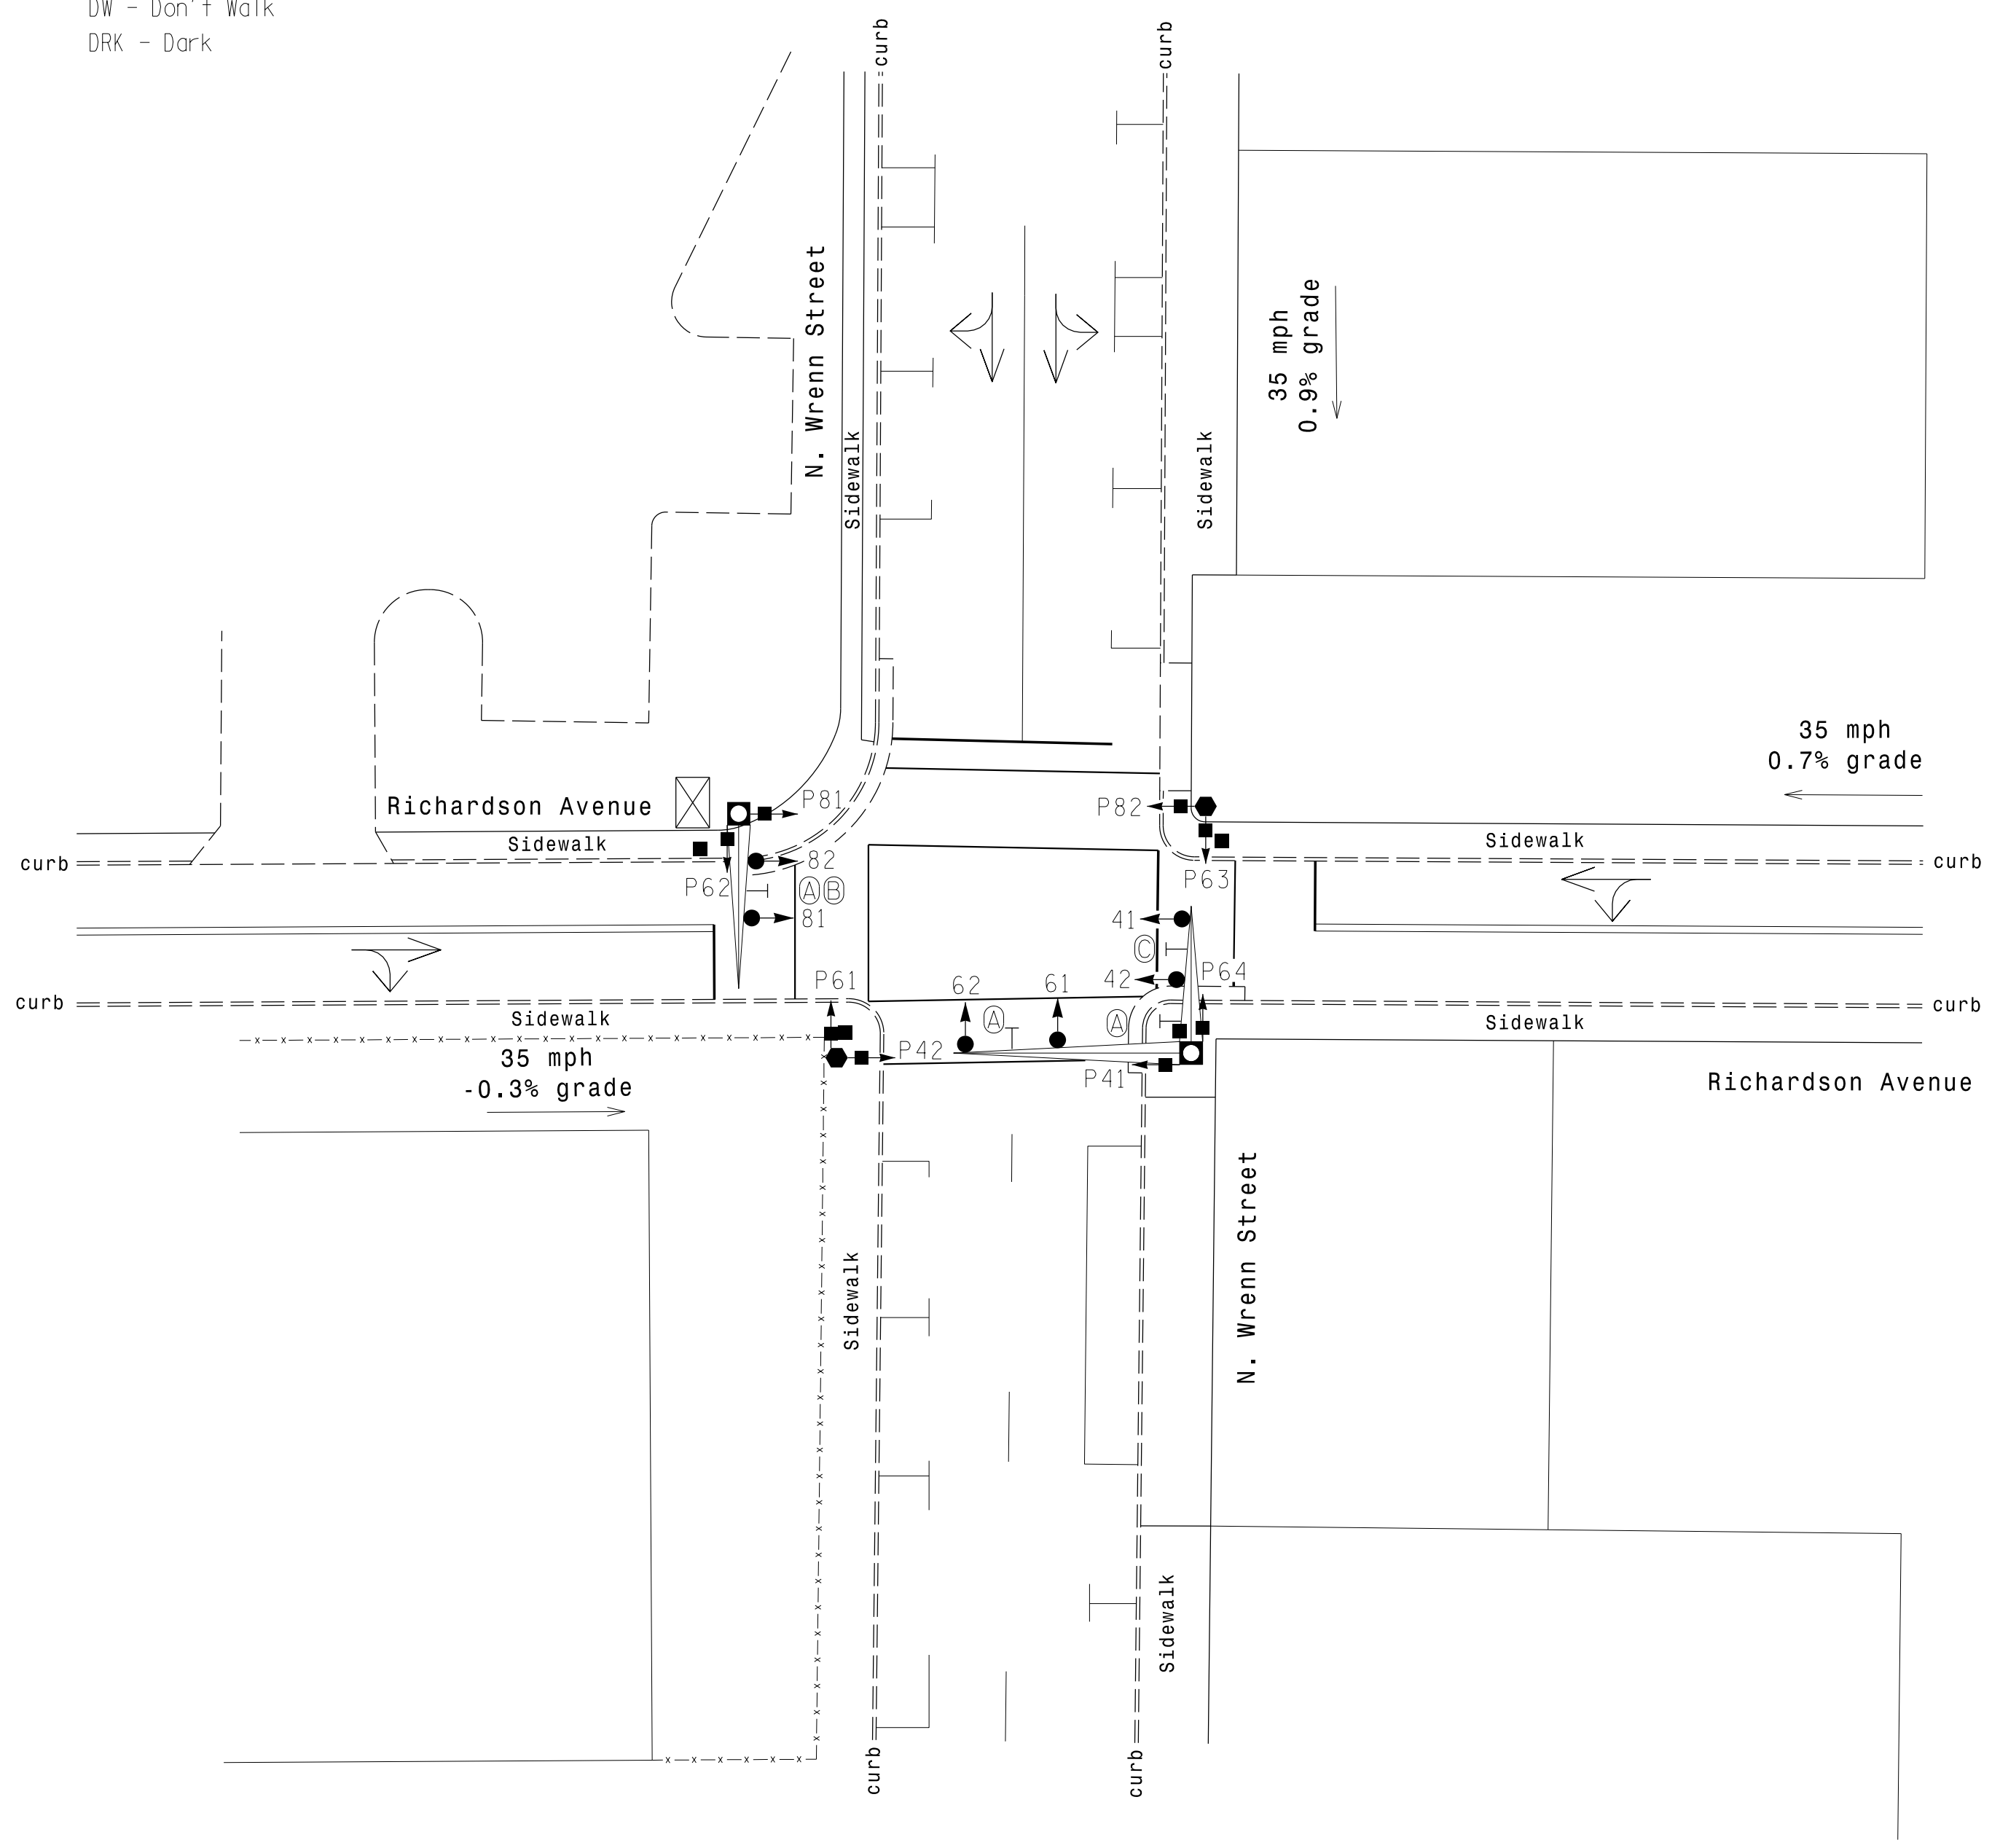 DW - Don't Walk
DRK - Dark
curb
curb
N. Wrenn Street
Sidewalk
Sidewalk
35 mph
0.9% grade
35 mph
0.7% grade
Richardson Avenue
P81
P82
Sidewalk
Sidewalk
curb
82
curb
P62
A B
P63
81
41
C
P61
62
61
42
P64
curb
Sidewalk
A
A
Sidewalk
curb
35 mph
-0.3% grade
P42
P41
Richardson Avenue
N. Wrenn Street
Sidewalk
Sidewalk
curb
curb